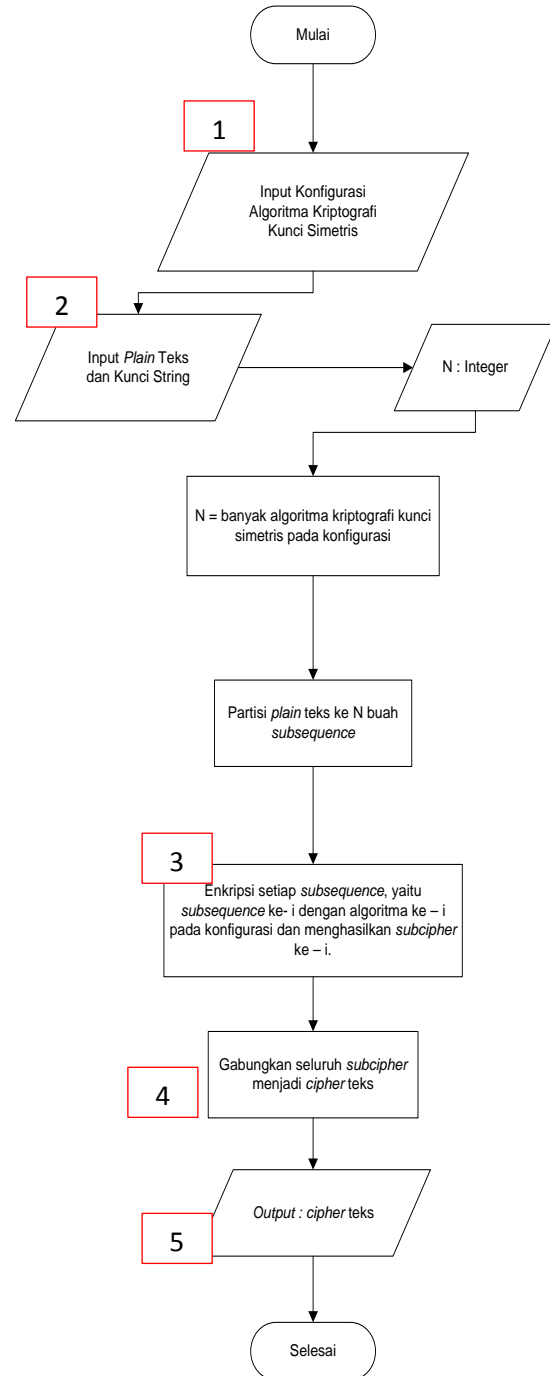 Mulai
1
Input Konfigurasi
Algoritma Kriptografi
Kunci Simetris
2
Input Plain Teks
dan Kunci String
N : Integer
N = banyak algoritma kriptografi kunci
simetris pada konfigurasi
Partisi plain teks ke N buah
subsequence
3
Enkripsi setiap subsequence, yaitu
subsequence ke- i dengan algoritma ke – i
pada konfigurasi dan menghasilkan subcipher
ke – i.
Gabungkan seluruh subcipher
menjadi cipher teks
4
Output : cipher teks
5
Selesai